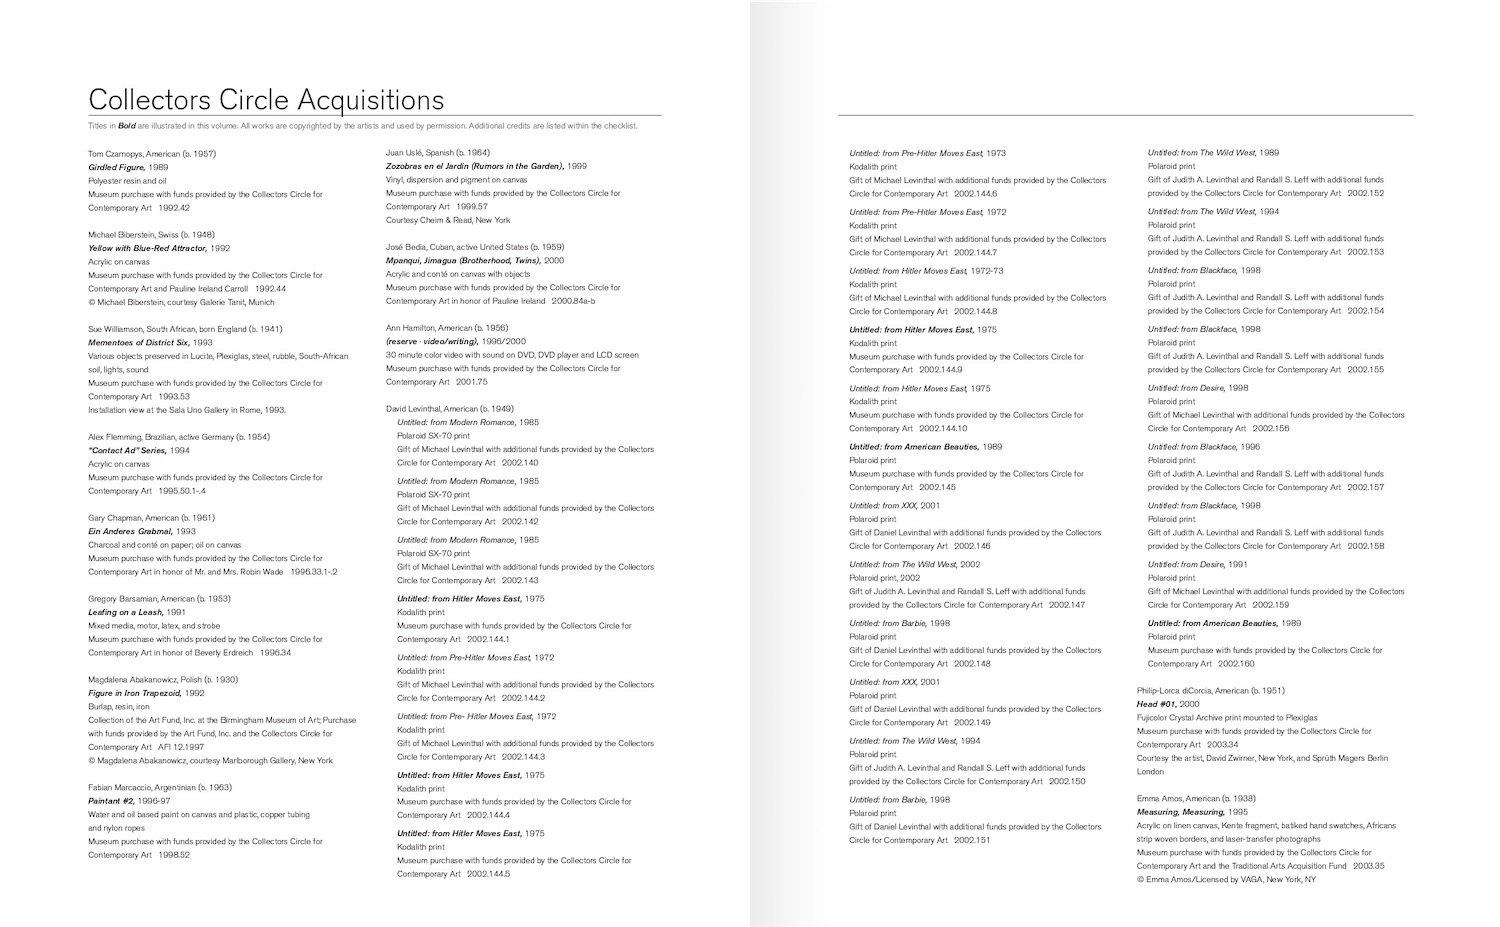 Collectors Circle Acquisitions
Titles in Bold are illustrated in this volume. All works are copyrighted by the artists and used by permission. Additional credits are listed within the checklist.
Tom Czarnopys, American (b. 1957)
Girdled Figure, 1989
Polyester resin and oil
Museum purchase with funds provided by the Collectors Circle for
Contemporary Art 1992.42
Michael Biberstein, Swiss (b. 1948)
Yellow with Blue-Red Attractor, 1992
Acrylic on canvas
Museum purchase with funds provided by the Collectors Circle for
Contemporary Art and Pauline Ireland Carroll 1992.44
© Michael Biberstein, courtesy Galerie Tanit, Munich
Sue Williamson, South African, born England (b. 1941)
Mementoes of District Six, 1993
Various objects preserved in Lucite, Plexiglas, steel, rubble, South-African
soil, lights, sound
Museum purchase with funds provided by the Collectors Circle for
Contemporary Art 1993.53
Installation view at the Sala Uno Gallery in Rome, 1993.
Alex Flemming, Brazilian, active Germany (b. 1954)
"Contact Ad" Series, 1994
Acrylic on canvas
Museum purchase with funds provided by the Collectors Circle for
Contemporary Art 1995.50.1-.4
Gary Chapman, American (b. 1961)
Ein Anderes Grabmal, 1993
Charcoal and conté on paper; oil on canvas
Museum purchase with funds provided by the Collectors Circle for
Contemporary Art in honor of Mr. and Mrs. Robin Wade 1996.33.1-.2
Gregory Barsamian, American (b. 1953)
Leafing on a Leash, 1991
Mixed media, motor, latex, and strobe
Museum purchase with funds provided by the Collectors Circle for
Contemporary Art in honor of Beverly Erdreich 1996.34
Magdalena Abakanowicz, Polish (b. 1930)
Figure in Iron Trapezoid, 1992
Burlap, resin, iron
Collection of the Art Fund, Inc. at the Birmingham Museum of Art; Purchase
with funds provided by the Art Fund, Inc. and the Collectors Circle for
Contemporary Art AFI 12.1997
© Magdalena Abakanowicz, courtesy Marlborough Gallery, New York
Fabian Marcaccio, Argentinian (b. 1963)
Paintant #2, 1996-97
Water and oil based paint on canvas and plastic, copper tubing
and nylon ropes
Museum purchase with funds provided by the Collectors Circle for
Contemporary Art 1998.52
Juan Uslé, Spanish (b. 1964)
Zozobras en el Jardin (Rumors in the Garden), 1999
Vinyl, dispersion and pigment on canvas
Museum purchase with funds provided by the Collectors Circle for
Contemporary Art 1999.57
Courtesy Cheim & Read, New York
José Bedia, Cuban, active United States (b. 1959)
Mpanqui, Jimagua (Brotherhood, Twins), 2000
Acrylic and conté on canvas with objects
Museum purchase with funds provided by the Collectors Circle for
Contemporary Art in honor of Pauline Ireland 2000.84a-b
Ann Hamilton, American (b. 1956)
(reserve · video/writing), 1996/2000
30 minute color video with sound on DVD, DVD player and LCD screen
Museum purchase with funds provided by the Collectors Circle for
Contemporary Art 2001.75
David Levinthal, American (b. 1949)
Untitled: from Modern Romance, 1985
Polaroid SX-70 print
Gift of Michael Levinthal with additional funds provided by the Collectors
Circle for Contemporary Art 2002.140
Untitled: from Modern Romance, 1985
Polaroid SX-70 print
Gift of Michael Levinthal with additional funds provided by the Collectors
Circle for Contemporary Art 2002.142
Untitled: from Modern Romance, 1985
Polaroid SX-70 print
Gift of Michael Levinthal with additional funds provided by the Collectors
Circle for Contemporary Art 2002.143
Untitled: from Hitler Moves East, 1975
Kodalith print
Museum purchase with funds provided by the Collectors Circle for
Contemporary Art 2002.144.1
Untitled: from Pre-Hitler Moves East, 1972
Kodalith print
Gift of Michael Levinthal with additional funds provided by the Collectors
Circle for Contemporary Art 2002.144.2
Untitled: from Pre- Hitler Moves East, 1972
Kodalith print
Gift of Michael Levinthal with additional funds provided by the Collectors
Circle for Contemporary Art 2002.144.3
Untitled: from Hitler Moves East, 1975
Kodalith print
Museum purchase with funds provided by the Collectors Circle for
Contemporary Art 2002.144.4
Untitled: from Hitler Moves East, 1975
Kodalith print
Museum purchase with funds provided by the Collectors Circle for
Contemporary Art 2002.144.5
Untitled: from Pre-Hitler Moves East, 1973
Kodalith print
Gift of Michael Levinthal with additional funds provided by the Collectors
Circle for Contemporary Art 2002.144.6
Untitled: from Pre-Hitler Moves East, 1972
Kodalith print
Gift of Michael Levinthal with additional funds provided by the Collectors
Circle for Contemporary Art 2002.144.7
Untitled: from Hitler Moves East, 1972-73
Kodalith print
Gift of Michael Levinthal with additional funds provided by the Collectors
Circle for Contemporary Art 2002.144.8
Untitled: from Hitler Moves East, 1975
Kodalith print
Museum purchase with funds provided by the Collectors Circle for
Contemporary Art 2002.144.9
Untitled: from Hitler Moves East, 1975
Kodalith print
Museum purchase with funds provided by the Collectors Circle for
Contemporary Art 2002.144.10
Untitled: from American Beauties, 1989
Polaroid print
Museum purchase with funds provided by the Collectors Circle for
Contemporary Art 2002.145
Untitled: from XXX, 2001
Polaroid print
Gift of Daniel Levinthal with additional funds provided by the Collectors
Circle for Contemporary Art 2002.146
Untitled: from The Wild West, 2002
Polaroid print, 2002
Gift of Judith A. Levinthal and Randall S. Leff with additional funds
provided by the Collectors Circle for Contemporary Art 2002.147
Untitled: from Barbie, 1998
Polaroid print
Gift of Daniel Levinthal with additional funds provided by the Collectors
Circle for Contemporary Art 2002.148
Untitled: from XXX, 2001
Polaroid print
Gift of Daniel Levinthal with additional funds provided by the Collectors
Circle for Contemporary Art 2002.149
Untitled: from The Wild West, 1994
Polaroid print
Gift of Judith A. Levinthal and Randall S. Leff with additional funds
provided by the Collectors Circle for Contemporary Art 2002.150
Untitled: from Barbie, 1998
Polaroid print
Gift of Daniel Levinthal with additional funds provided by the Collectors
Circle for Contemporary Art 2002.151
Untitled: from The Wild West, 1989
Polaroid print
Gift of Judith A. Levinthal and Randall S. Leff with additional funds
provided by the Collectors Circle for Contemporary Art 2002.152
Untitled: from The Wild West, 1994
Polaroid print
Gift of Judith A. Levinthal and Randall S. Leff with additional funds
provided by the Collectors Circle for Contemporary Art 2002.153
Untitled: from Blackface, 1998
Polaroid print
Gift of Judith A. Levinthal and Randall S. Leff with additional funds
provided by the Collectors Circle for Contemporary Art 2002.154
Untitled: from Blackface, 1998
Polaroid print
Gift of Judith A. Levinthal and Randall S. Leff with additional funds
provided by the Collectors Circle for Contemporary Art 2002.155
Untitled: from Desire, 1998
Polaroid print
Gift of Michael Levinthal with additional funds provided by the Collectors
Circle for Contemporary Art 2002.156
Untitled: from Blackface, 1996
Polaroid print
Gift of Judith A. Levinthal and Randall S. Leff with additional funds
provided by the Collectors Circle for Contemporary Art 2002.157
Untitled: from Blackface, 1998
Polaroid print
Gift of Judith A. Levinthal and Randall S. Leff with additional funds
provided by the Collectors Circle for Contemporary Art 2002.158
Untitled: from Desire, 1991
Polaroid print
Gift of Michael Levinthal with additional funds provided by the Collectors
Circle for Contemporary Art 2002.159
Untitled: from American Beauties, 1989
Polaroid print
Museum purchase with funds provided by the Collectors Circle for
Contemporary Art 2002.160
Philip-Lorca diCorcia, American (b. 1951)
Head #01, 2000
Fujicolor Crystal Archive print mounted to Plexiglas
Museum purchase with funds provided by the Collectors Circle for
Contemporary Art 2003.34
Courtesy the artist, David Zwirner, New York, and Sprüth Magers Berlin
London
Emma Amos, American (b. 1938)
Measuring, Measuring, 1995
Acrylic on linen canvas, Kente fragment, batiked hand swatches, Africans
strip woven borders, and laser-transfer photographs
Museum purchase with funds provided by the Collectors Circle for
Contemporary Art and the Traditional Arts Acquisition Fund 2003.35
© Emma Amos/Licensed by VAGA, New York, NY